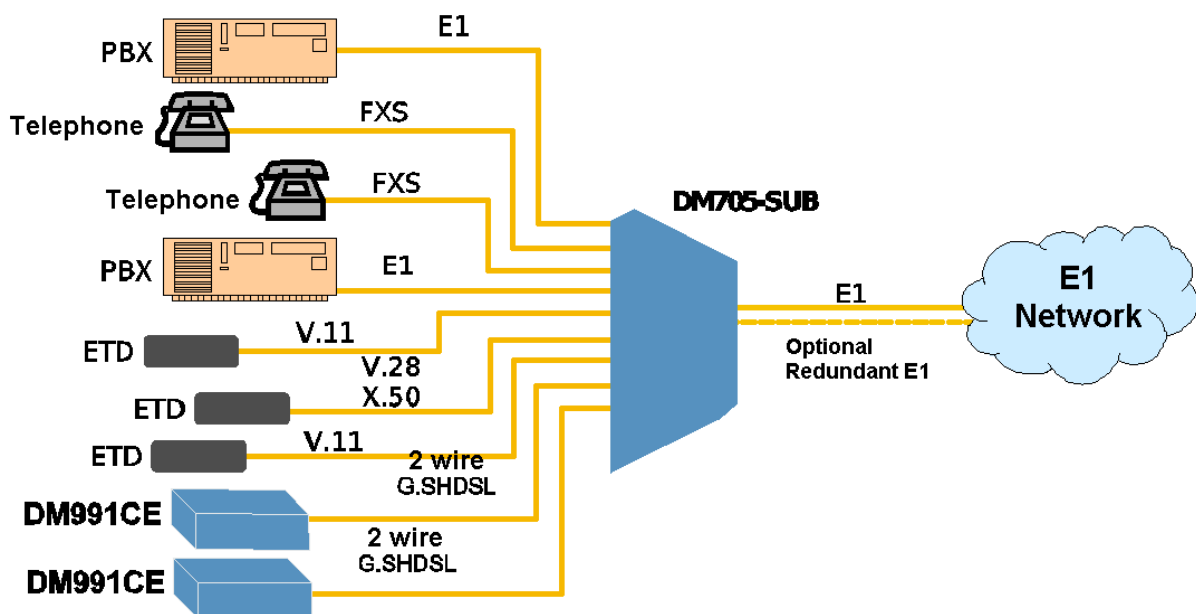 E1
PBX
FXS
Telephone
FXS
Telephone
DM705-SUB
PBX
E1
E1
E1
Network
V.11
ETD
Optional
Redundant E1
V.28
X.50
ETD
V.11
ETD
2 wire
G.SHDSL
DM991CE
2 wire
G.SHDSL
DM991CE